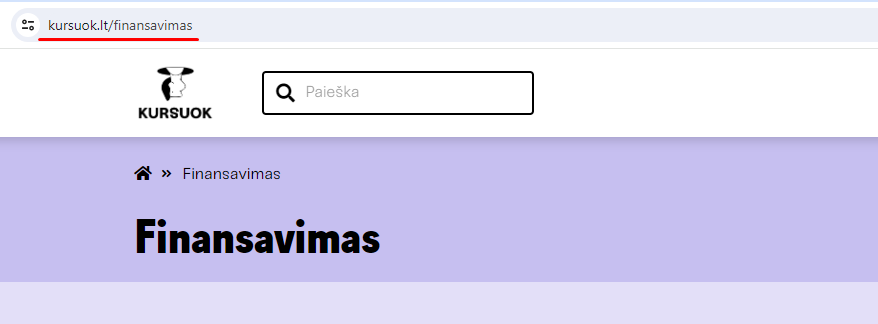 kursuok.lt/finansavimas
KURSUOK
Paieška
» Finansavimas
Finansavimas